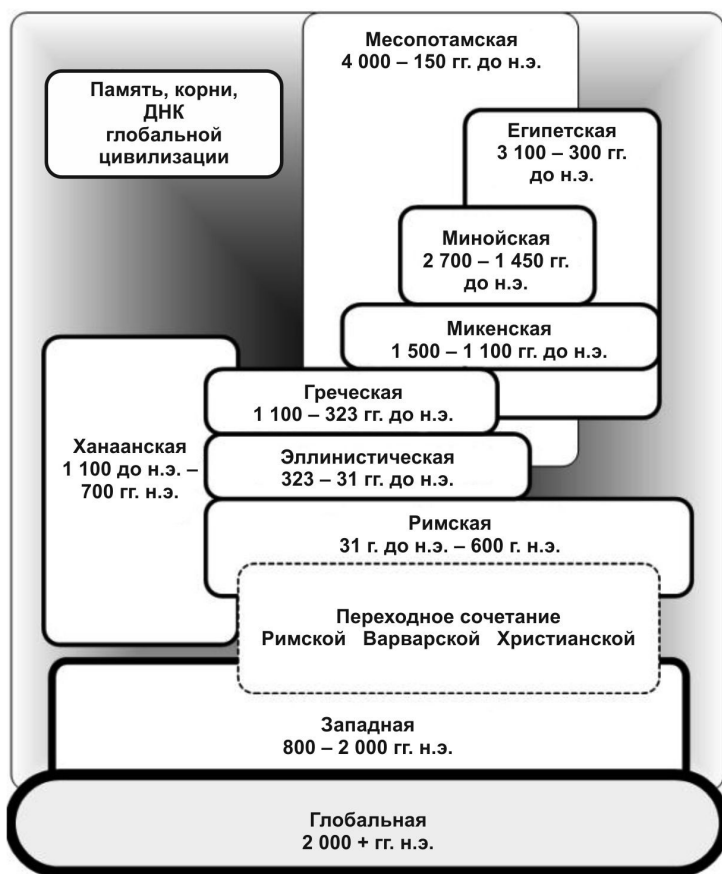 Месопотамская
4 000 – 150 гг. до н.э.
Память, корни,
ДНК
глобальной
цивилизации
Египетская
3 100 – 300 гг.
до н.э.
Минойская
2 700 – 1 450 гг.
до н.э.
Микенская
1 500 – 1 100 гг. до н.э.
Греческая
1 100 – 323 гг. до н.э.
Ханаанская
1 100 до н.э. –
700 гг. н.э.
Эллинистическая
323 – 31 гг. до н.э.
Римская
31 г. до н.э. – 600 г. н.э.
Переходное сочетание
Римской Варварской Христианской
Западная
800 – 2 000 гг. н.э.
Глобальная
2 000 + гг. н.э.